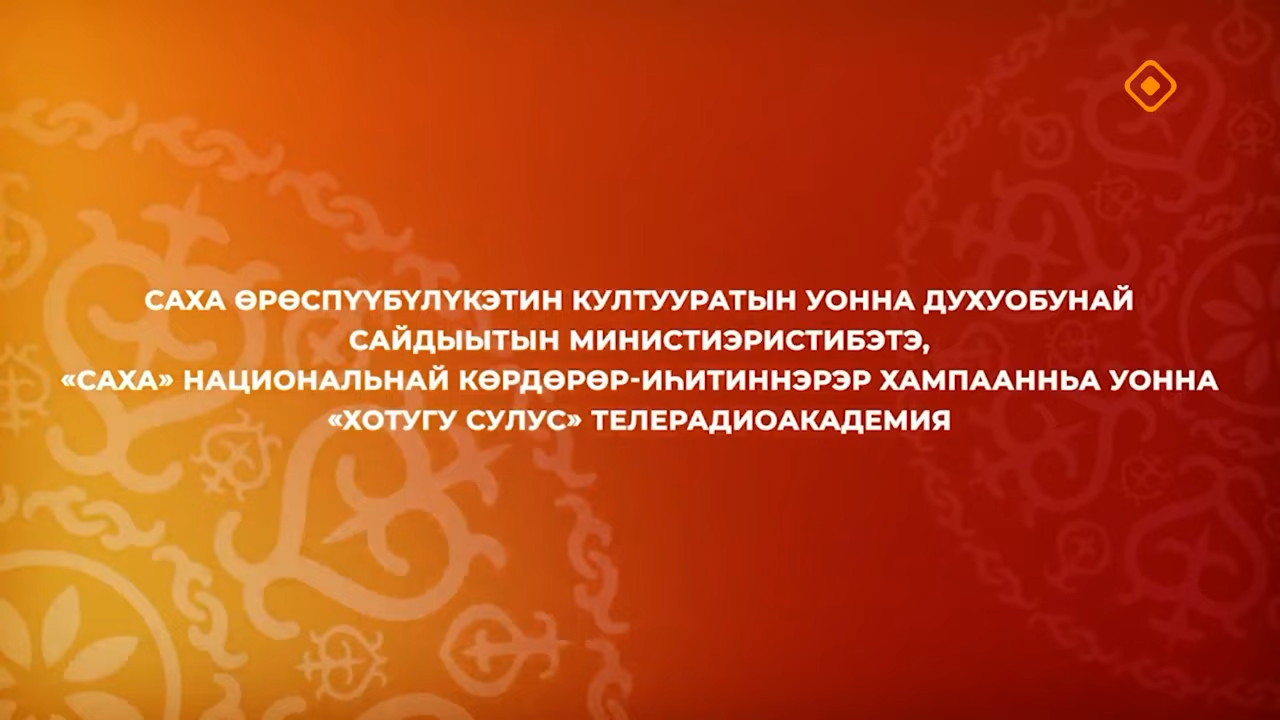 САХА ӨРӨСПҮҮБҮЛҮКЭТИН КУЛТУУРАТЫН УОННА ДУХУОБУНАЙ
САЙДЫЫТЫН МИНИСТИЭРИСТИБЭТЭ,
«САХА» НАЦИОНАЛЬНАЙ КӨРДӨРӨР-ИҺИТИННЭРЭР ХАМПААННЬА УОННА
«ХОТУГУ СУЛУС» ТЕЛЕРАДИОАКАДЕМИЯ